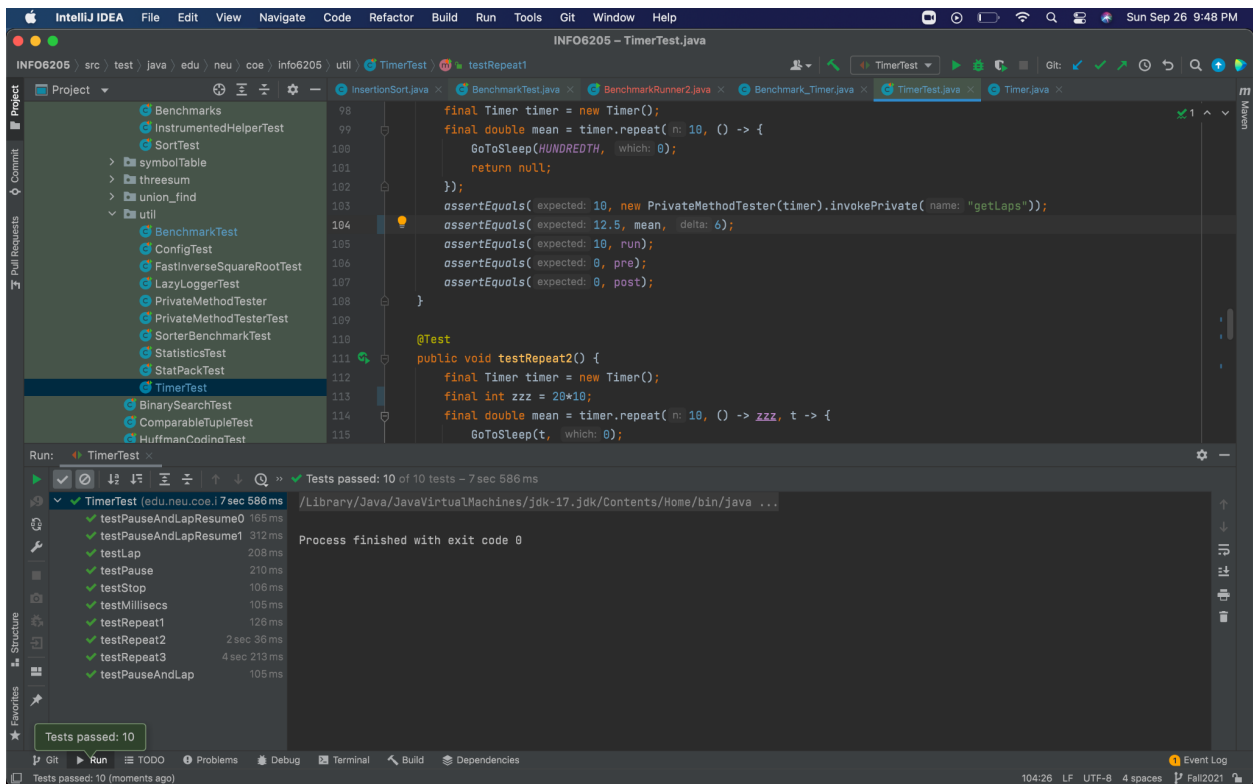 IntelliJ IDEA File Edit View Navigate Code Refactor Build Run Tools Git Window Help Sun Sep 26 9:48 PM
INFO6205 – TimerTest.java
INFO6205 src test java edu neu coe info6205 util TimerTest testRepeat1 TimerTest Git:
Project InsertionSort.java BenchmarkTest.java BenchmarkRunner2.java Benchmark_Timer.java TimerTest.java Timer.java
Project
Commit
Pull Requests
Structure
Favorites
Maven
Benchmarks
InstrumentedHelperTest
SortTest
symbolTable
threesum
union_find
util
BenchmarkTest
ConfigTest
FastInverseSquareRootTest
LazyLoggerTest
PrivateMethodTester
PrivateMethodTesterTest
SorterBenchmarkTest
StatisticsTest
StatPackTest
TimerTest
BinarySearchTest
ComparableTupleTest
HuffmanCodingTest
98 final Timer timer = new Timer();
99 final double mean = timer.repeat( n: 10, () -> {
100 GoToSleep(HUNDREDTH, which: 0);
101 return null;
102 });
103 assertEquals( expected: 10, new PrivateMethodTester(timer).invokePrivate( name: "getLaps"));
104 assertEquals( expected: 12.5, mean, delta: 6);
105 assertEquals( expected: 10, run);
106 assertEquals( expected: 0, pre);
107 assertEquals( expected: 0, post);
108 }
109
110 @Test
111 public void testRepeat2() {
112 final Timer timer = new Timer();
113 final int zzz = 20*10;
114 final double mean = timer.repeat( n: 10, () -> zzz, t -> {
115 GoToSleep(t, which: 0);
1
Run: TimerTest
Tests passed: 10 of 10 tests – 7 sec 586 ms
TimerTest (edu.neu.coe.i 7 sec 586 ms
testPauseAndLapResume0 165 ms
testPauseAndLapResume1 312 ms
testLap 208 ms
testPause 210 ms
testStop 106 ms
testMillisecs 105 ms
testRepeat1 126 ms
testRepeat2 2 sec 36 ms
testRepeat3 4 sec 213 ms
testPauseAndLap 105 ms
/Library/Java/JavaVirtualMachines/jdk-17.jdk/Contents/Home/bin/java ...
Process finished with exit code 0
Tests passed: 10
Git Run TODO Problems Debug Terminal Build Dependencies 1 Event Log
Tests passed: 10 (moments ago) 104:26 LF UTF-8 4 spaces Fall2021